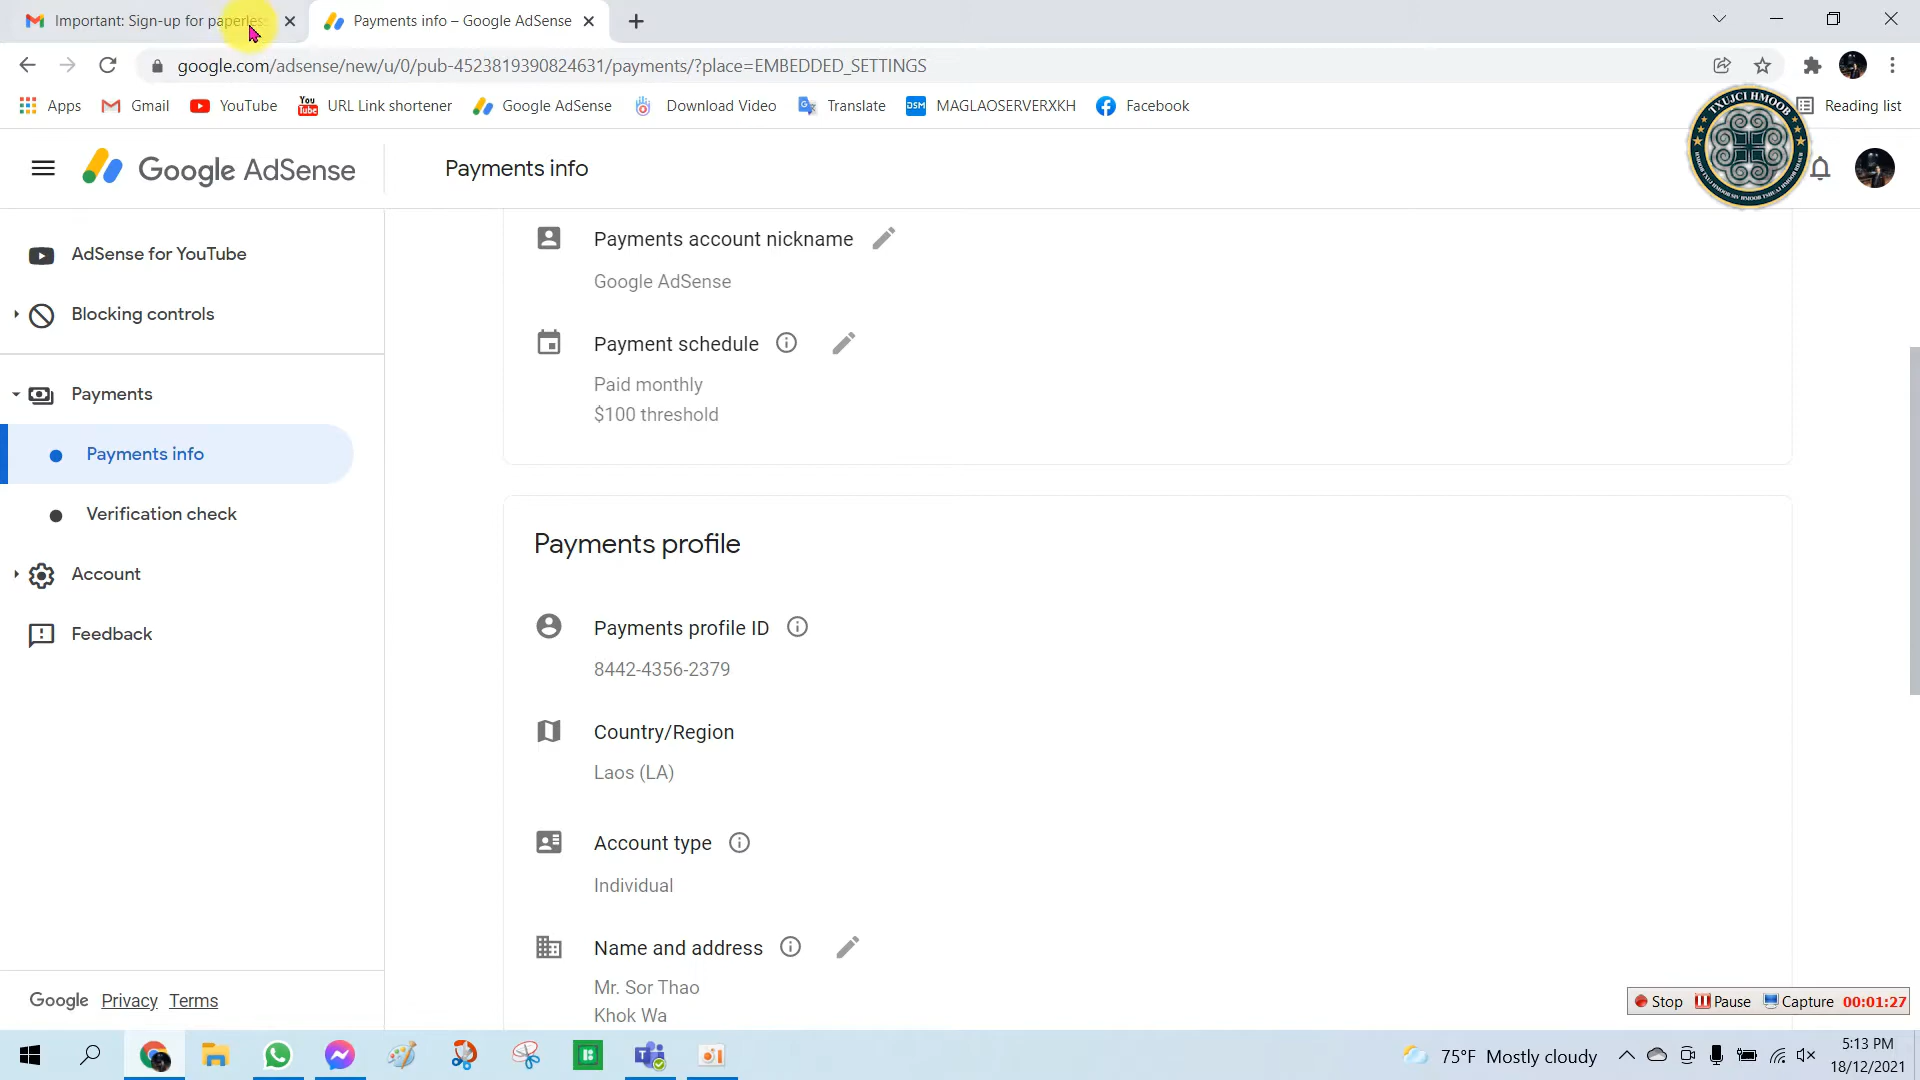 Important: Sign-up for paperless
Payments info – Google AdSense
google.com/adsense/new/u/0/pub-4523819390824631/payments/?place=EMBEDDED_SETTINGS
Apps
Gmail
YouTube
URL Link shortener
Google AdSense
Download Video
Translate
MAGLAOSERVERXKH
Facebook
Reading list
TXUJCI HMOOB
Google AdSense
Payments info
AdSense for YouTube
Blocking controls
Payments
Payments info
Verification check
Account
Feedback
Google Privacy Terms
Payments account nickname
Google AdSense
Payment schedule
Paid monthly
$100 threshold
Payments profile
Payments profile ID
8442-4356-2379
Country/Region
Laos (LA)
Account type
Individual
Name and address
Mr. Sor Thao
Khok Wa
Stop Pause Capture 00:01:27
75°F Mostly cloudy
5:13 PM
18/12/2021